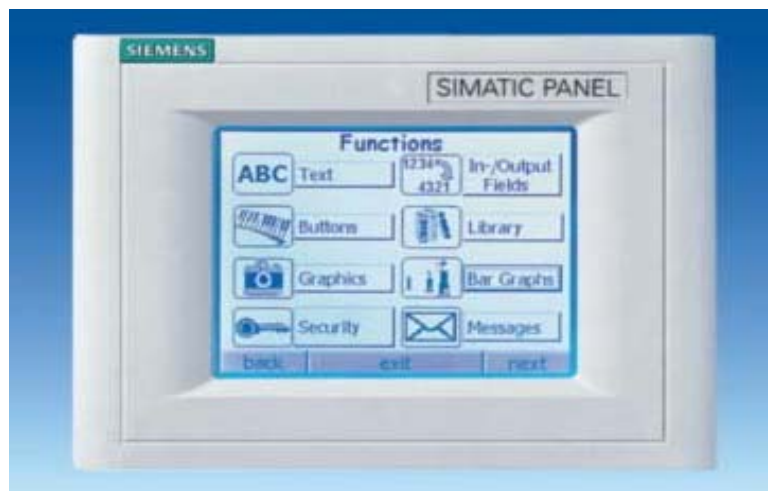 SIEMENS
SIMATIC PANEL
Functions
ABC Text
1234
4321
In-/Output
Fields
Buttons
Library
Graphics
Bar Graphs
Security
Messages
back exit next